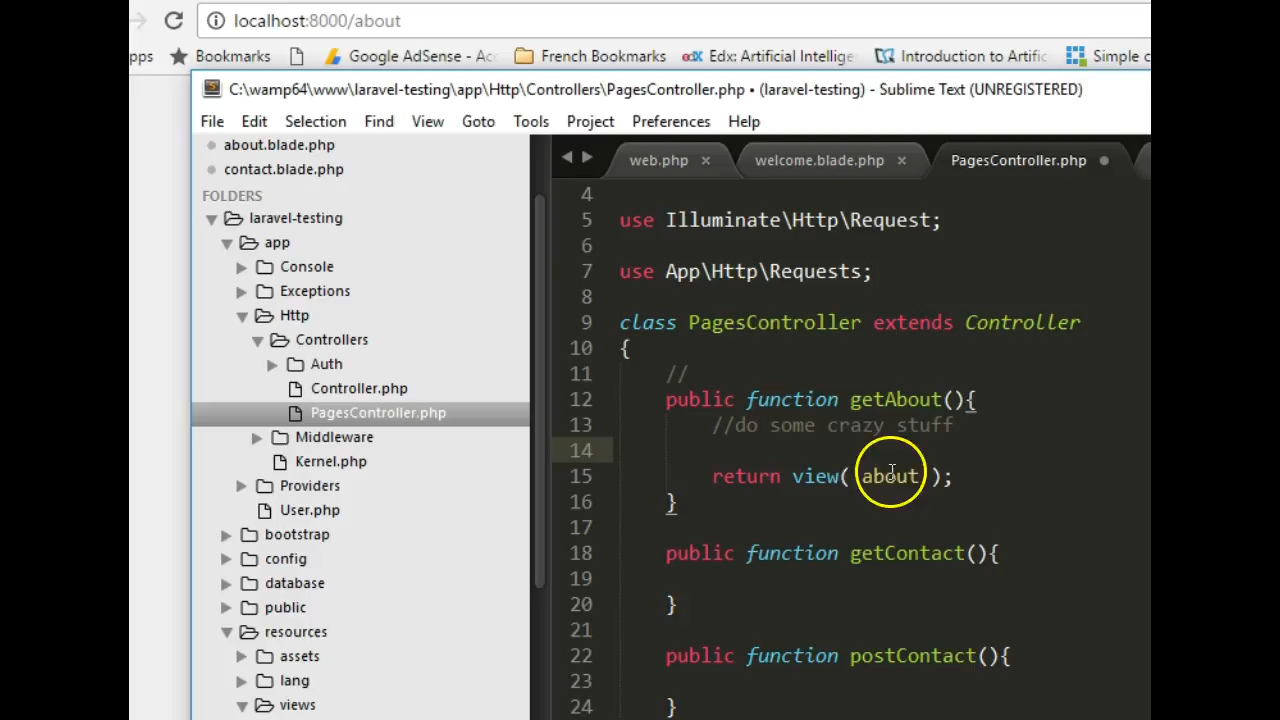 localhost:8000/about
pps Bookmarks Google AdSense - Acc French Bookmarks edX Edx: Artificial Intellige Introduction to Artific Simple c
C:\wamp64\www\laravel-testing\app\Http\Controllers\PagesController.php • (laravel-testing) - Sublime Text (UNREGISTERED)
File Edit Selection Find View Goto Tools Project Preferences Help
about.blade.php
contact.blade.php
FOLDERS
laravel-testing
app
Console
Exceptions
Http
Controllers
Auth
Controller.php
PagesController.php
Middleware
Kernel.php
Providers
User.php
bootstrap
config
database
public
resources
assets
lang
views
web.php × welcome.blade.php × PagesController.php
4
5 use Illuminate\Http\Request;
6
7 use App\Http\Requests;
8
9 class PagesController extends Controller
10 {
11 //
12 public function getAbout(){
13 //do some crazy stuff
14
15 return view( about );
16 }
17
18 public function getContact(){
19
20 }
21
22 public function postContact(){
23
24 }